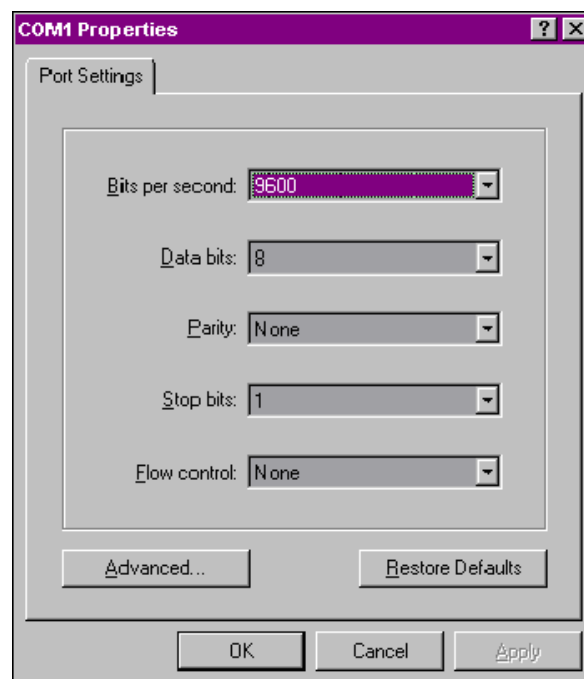 COM1 Properties
Port Settings
Bits per second: 9600
Data bits: 8
Parity: None
Stop bits: 1
Flow control: None
Advanced... Restore Defaults
OK Cancel Apply